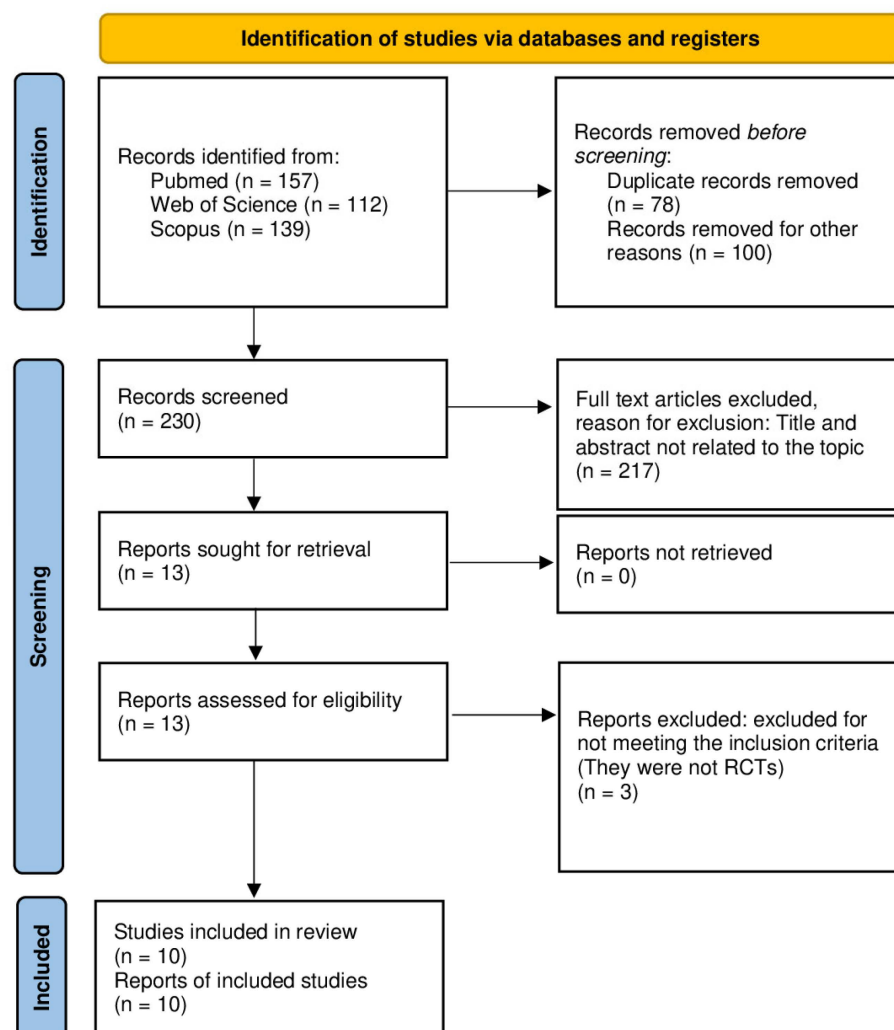 Identification of studies via databases and registers
Identification
Records identified from:
Pubmed (n = 157)
Web of Science (n = 112)
Scopus (n = 139)
Records removed before
screening:
Duplicate records removed
(n = 78)
Records removed for other
reasons (n = 100)
Screening
Records screened
(n = 230)
Full text articles excluded,
reason for exclusion: Title and
abstract not related to the topic
(n = 217)
Reports sought for retrieval
(n = 13)
Reports not retrieved
(n = 0)
Reports assessed for eligibility
(n = 13)
Reports excluded: excluded for
not meeting the inclusion criteria
(They were not RCTs)
(n = 3)
Included
Studies included in review
(n = 10)
Reports of included studies
(n = 10)